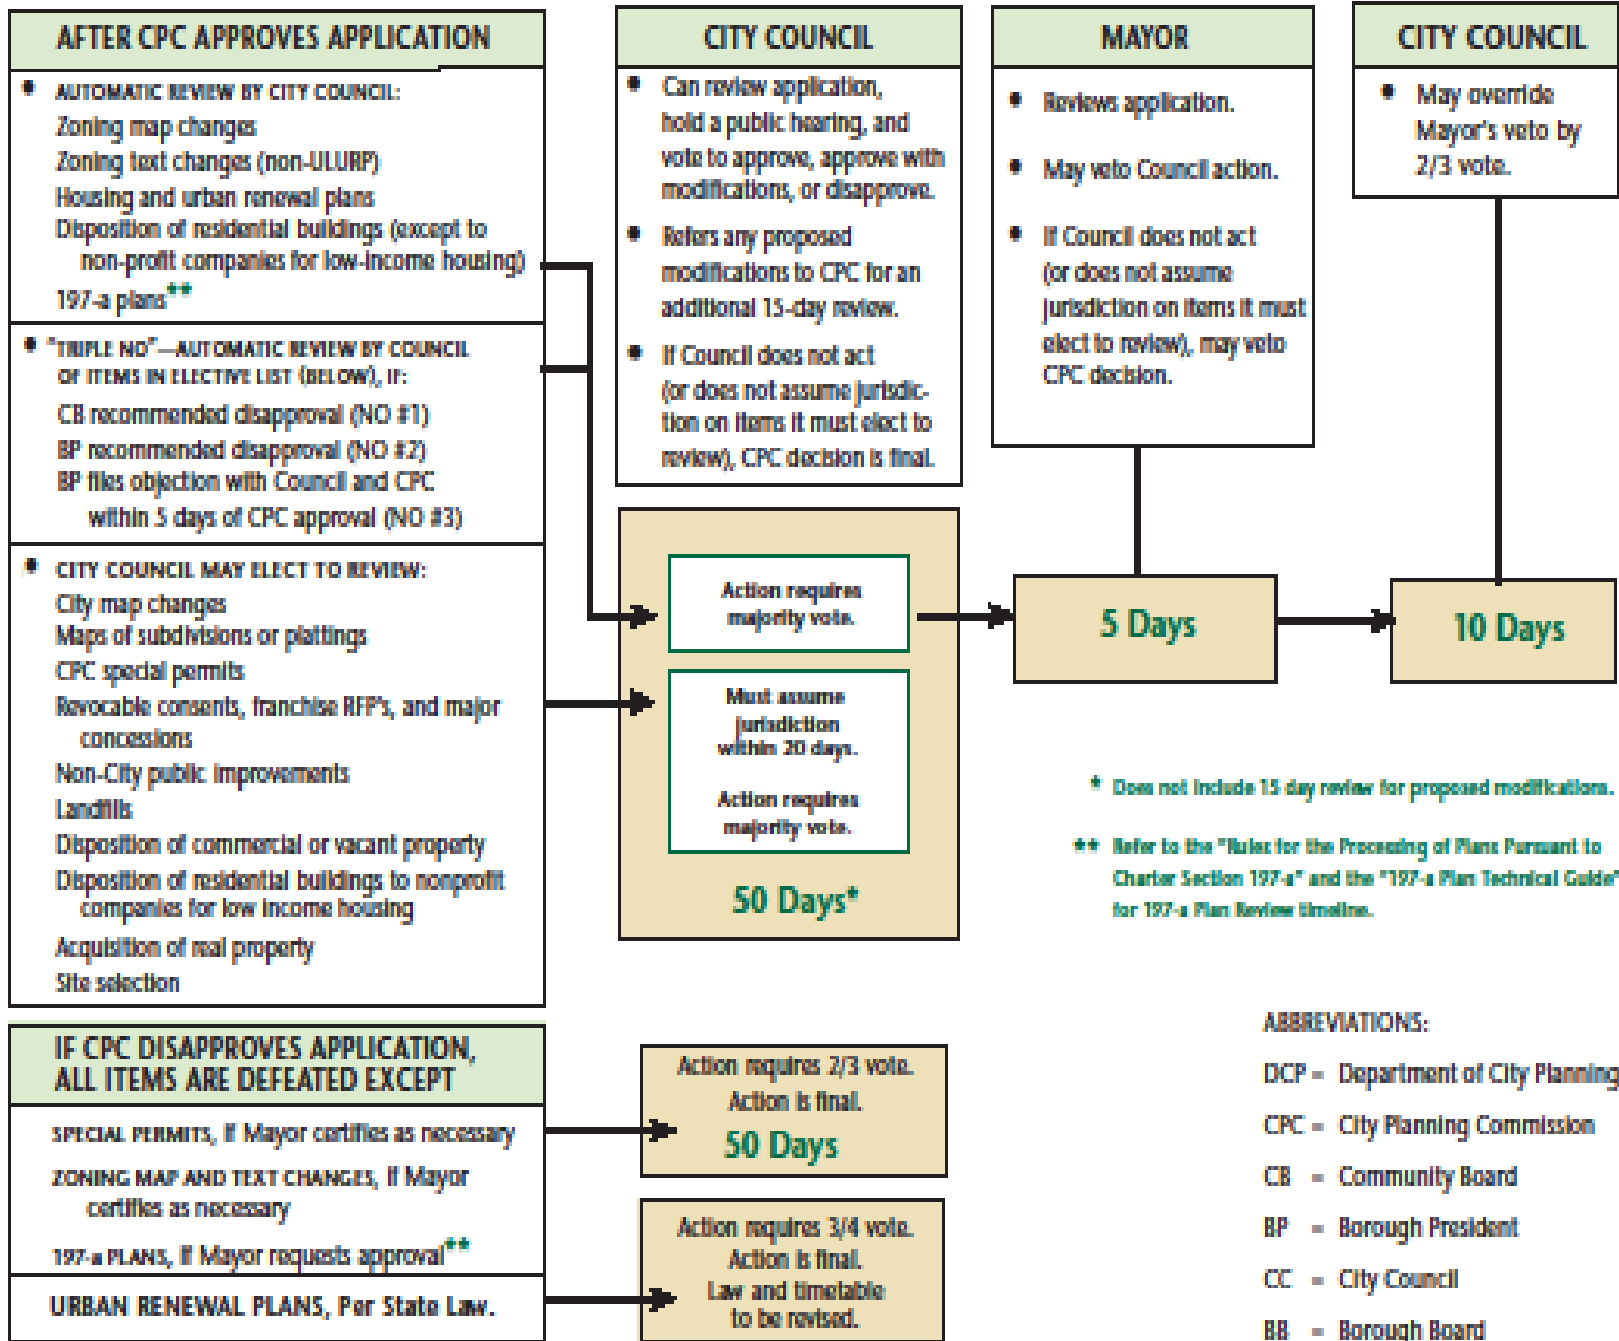 AFTER CPC APPROVES APPLICATION
• AUTOMATIC REVIEW BY CITY COUNCIL:
Zoning map changes
Zoning text changes (non-ULURP)
Housing and urban renewal plans
Disposition of residential buildings (except to
non-profit companies for low-income housing)
197-a plans**
• "TRIPLE NO"—AUTOMATIC REVIEW BY COUNCIL
OF ITEMS IN ELECTIVE LIST (BELOW), IF:
CB recommended disapproval (NO #1)
BP recommended disapproval (NO #2)
BP files objection with Council and CPC
within 5 days of CPC approval (NO #3)
• CITY COUNCIL MAY ELECT TO REVIEW:
City map changes
Maps of subdivisions or plattings
CPC special permits
Revocable consents, franchise RFP's, and major
concessions
Non-City public improvements
Landfills
Disposition of commercial or vacant property
Disposition of residential buildings to nonprofit
companies for low income housing
Acquisition of real property
Site selection
CITY COUNCIL
• Can review application,
hold a public hearing, and
vote to approve, approve with
modifications, or disapprove.
• Refers any proposed
modifications to CPC for an
additional 15-day review.
• If Council does not act
(or does not assume jurisdic-
tion on items it must elect to
review), CPC decision is final.
Action requires
majority vote.
Must assume
jurisdiction
within 20 days.
Action requires
majority vote.
50 Days*
MAYOR
• Reviews application.
• May veto Council action.
• If Council does not act
(or does not assume
jurisdiction on items it must
elect to review), may veto
CPC decision.
5 Days
CITY COUNCIL
• May override
Mayor's veto by
2/3 vote.
10 Days
* Does not include 15 day review for proposed modifications.
** Refer to the "Rules for the Processing of Plans Pursuant to
Charter Section 197-a" and the "197-a Plan Technical Guide"
for 197-a Plan Review timeline.
IF CPC DISAPPROVES APPLICATION,
ALL ITEMS ARE DEFEATED EXCEPT
SPECIAL PERMITS, if Mayor certifies as necessary
ZONING MAP AND TEXT CHANGES, if Mayor
certifies as necessary
197-a PLANS, if Mayor requests approval**
URBAN RENEWAL PLANS, Per State Law.
Action requires 2/3 vote.
Action is final.
50 Days
Action requires 3/4 vote.
Action is final.
Law and timetable
to be revised.
ABBREVIATIONS:
DCP = Department of City Planning
CPC = City Planning Commission
CB = Community Board
BP = Borough President
CC = City Council
BB = Borough Board